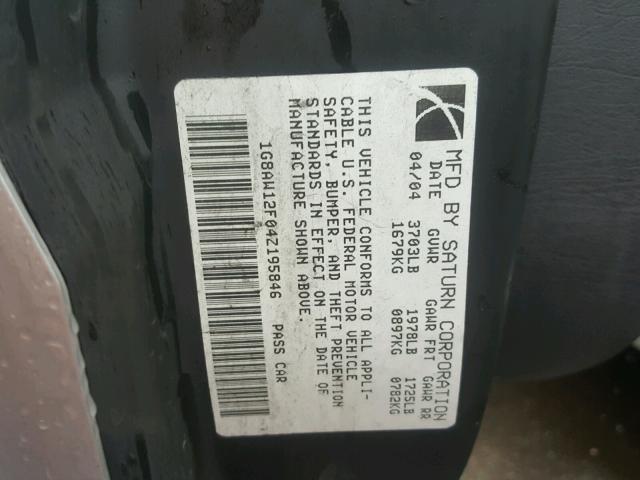 MFD BY SATURN CORPORATION
DATE GVWR GAWR FRT GAWR RR
04/04 3703LB 1978LB 1725LB
1679KG 0897KG 0782KG
THIS VEHICLE CONFORMS TO ALL APPLI-
CABLE U.S. FEDERAL MOTOR VEHICLE
SAFETY, BUMPER, AND THEFT PREVENTION
STANDARDS IN EFFECT ON THE DATE OF
MANUFACTURE SHOWN ABOVE.
1G8AW12F04Z195846 PASS CAR